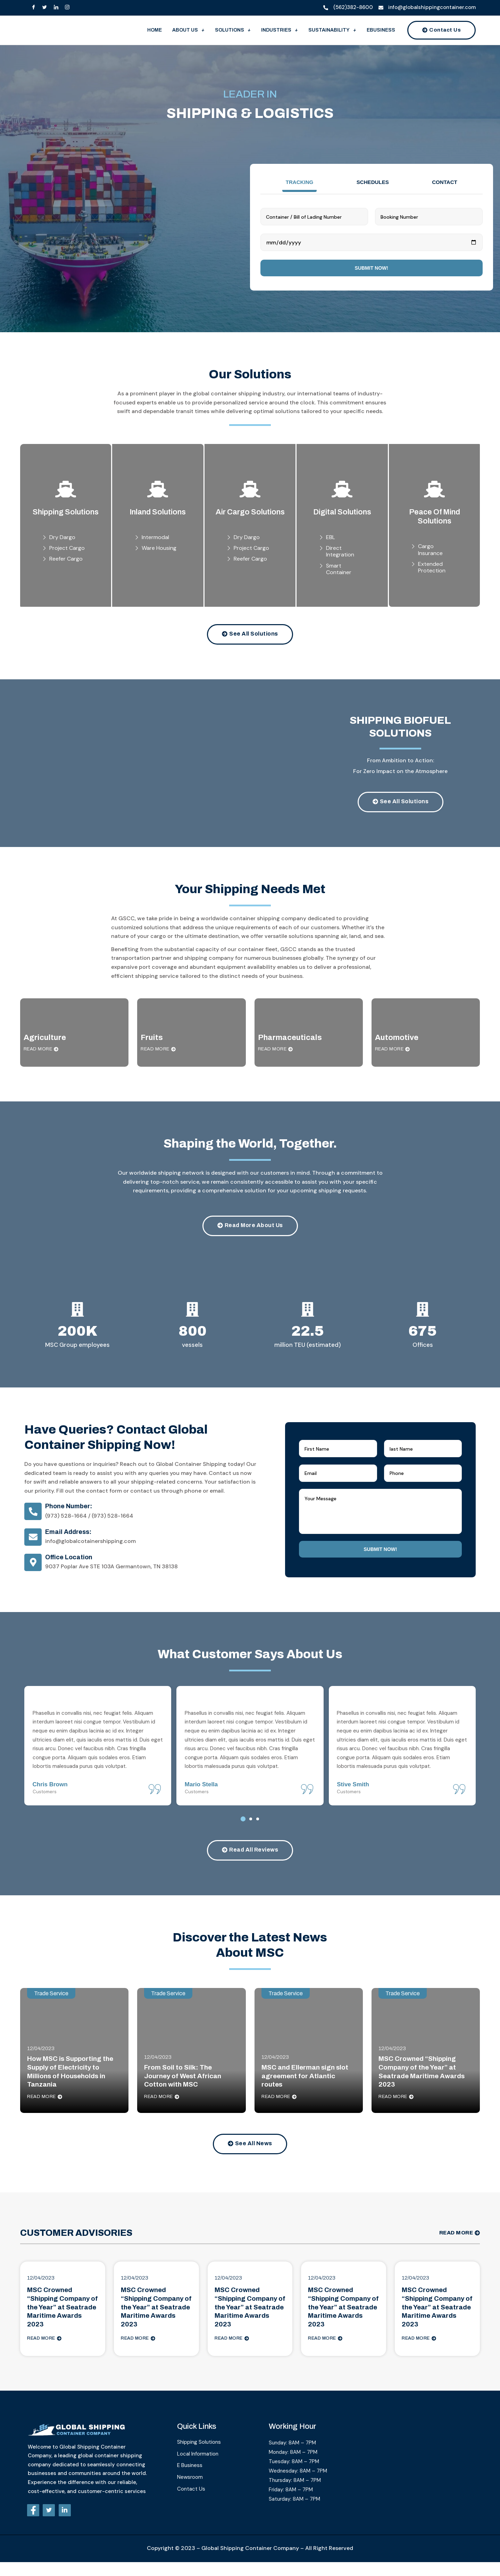 (562)382-8600 info@globalshippingcontainer.com
HOME ABOUT US + SOLUTIONS + INDUSTRIES + SUSTAINABILITY + EBUSINESS Contact Us
LEADER IN
SHIPPING & LOGISTICS
TRACKING SCHEDULES CONTACT
Container / Bill of Lading Number Booking Number
mm/dd/yyyy
SUBMIT NOW!
Our Solutions
As a prominent player in the global container shipping industry, our international teams of industry-
focused experts enable us to provide personalized service around the clock. This commitment ensures
swift and dependable transit times while delivering optimal solutions tailored to your specific needs.
Shipping Solutions
Dry Dargo
Project Cargo
Reefer Cargo
Inland Solutions
Intermodal
Ware Housing
Air Cargo Solutions
Dry Dargo
Project Cargo
Reefer Cargo
Digital Solutions
EBL
Direct
Integration
Smart
Container
Peace Of Mind
Solutions
Cargo
Insurance
Extended
Protection
See All Solutions
SHIPPING BIOFUEL
SOLUTIONS
From Ambition to Action:
For Zero Impact on the Atmosphere
See All Solutions
Your Shipping Needs Met
At GSCC, we take pride in being a worldwide container shipping company dedicated to providing
customized solutions that address the unique requirements of each of our customers. Whether it's the
nature of your cargo or the ultimate destination, we offer versatile solutions spanning air, land, and sea.
Benefiting from the substantial capacity of our container fleet, GSCC stands as the trusted
transportation partner and shipping company for numerous businesses globally. The synergy of our
expansive port coverage and abundant equipment availability enables us to deliver a professional,
efficient shipping service tailored to the distinct needs of your business.
Agriculture
READ MORE
Fruits
READ MORE
Pharmaceuticals
READ MORE
Automotive
READ MORE
Shaping the World, Together.
Our worldwide shipping network is designed with our customers in mind. Through a commitment to
delivering top-notch service, we remain consistently accessible to assist you with your specific
requirements, providing a comprehensive solution for your upcoming shipping requests.
Read More About Us
200K
MSC Group employees
800
vessels
22.5
million TEU (estimated)
675
Offices
Have Queries? Contact Global
Container Shipping Now!
Do you have questions or inquiries? Reach out to Global Container Shipping today! Our
dedicated team is ready to assist you with any queries you may have. Contact us now
for swift and reliable answers to all your shipping-related concerns. Your satisfaction is
our priority. Fill out the contact form or contact us through phone or email.
Phone Number:
(973) 528-1664 / (973) 528-1664
Email Address:
info@globalcotainershipping.com
Office Location
9037 Poplar Ave STE 103A Germantown, TN 38138
First Name last Name
Email Phone
Your Message
SUBMIT NOW!
What Customer Says About Us
Phasellus in convallis nisi, nec feugiat felis. Aliquam
interdum laoreet nisi congue tempor. Vestibulum id
neque eu enim dapibus lacinia ac id ex. Integer
efficitur diam elit, quis iaculis eros mattis id. Duis eget
risus arcu. Donec vel faucibus nibh. Cras fringilla
congue porta. Aliquam quis sodales eros. Etiam
lobortis malesuada purus quis volutpat.
Chris Brown
Customers
Phasellus in convallis nisi, nec feugiat felis. Aliquam
interdum laoreet nisi congue tempor. Vestibulum id
neque eu enim dapibus lacinia ac id ex. Integer
efficitur diam elit, quis iaculis eros mattis id. Duis eget
risus arcu. Donec vel faucibus nibh. Cras fringilla
congue porta. Aliquam quis sodales eros. Etiam
lobortis malesuada purus quis volutpat.
Mario Stella
Customers
Phasellus in convallis nisi, nec feugiat felis. Aliquam
interdum laoreet nisi congue tempor. Vestibulum id
neque eu enim dapibus lacinia ac id ex. Integer
efficitur diam elit, quis iaculis eros mattis id. Duis eget
risus arcu. Donec vel faucibus nibh. Cras fringilla
congue porta. Aliquam quis sodales eros. Etiam
lobortis malesuada purus quis volutpat.
Stive Smith
Customers
Read All Reviews
Discover the Latest News
About MSC
Trade Service
12/04/2023
How MSC is Supporting the
Supply of Electricity to
Millions of Households in
Tanzania
READ MORE
Trade Service
12/04/2023
From Soil to Silk: The
Journey of West African
Cotton with MSC
READ MORE
Trade Service
12/04/2023
MSC and Ellerman sign slot
agreement for Atlantic
routes
READ MORE
Trade Service
12/04/2023
MSC Crowned “Shipping
Company of the Year” at
Seatrade Maritime Awards
2023
READ MORE
See All News
CUSTOMER ADVISORIES READ MORE
12/04/2023
MSC Crowned
“Shipping Company of
the Year” at Seatrade
Maritime Awards
2023
READ MORE
12/04/2023
MSC Crowned
“Shipping Company of
the Year” at Seatrade
Maritime Awards
2023
READ MORE
12/04/2023
MSC Crowned
“Shipping Company of
the Year” at Seatrade
Maritime Awards
2023
READ MORE
12/04/2023
MSC Crowned
“Shipping Company of
the Year” at Seatrade
Maritime Awards
2023
READ MORE
12/04/2023
MSC Crowned
“Shipping Company of
the Year” at Seatrade
Maritime Awards
2023
READ MORE
GLOBAL SHIPPING
CONTAINER COMPANY
Welcome to Global Shipping Container
Company, a leading global container shipping
company dedicated to seamlessly connecting
businesses and communities around the world.
Experience the difference with our reliable,
cost-effective, and customer-centric services
Quick Links
Shipping Solutions
Local Information
E Business
Newsroom
Contact Us
Working Hour
Sunday: 8AM – 7PM
Monday: 8AM – 7PM
Tuesday: 8AM – 7PM
Wednesday: 8AM – 7PM
Thursday: 8AM – 7PM
Friday: 8AM – 7PM
Saturday: 8AM – 7PM
Copyright © 2023 – Global Shipping Container Company – All Right Reserved